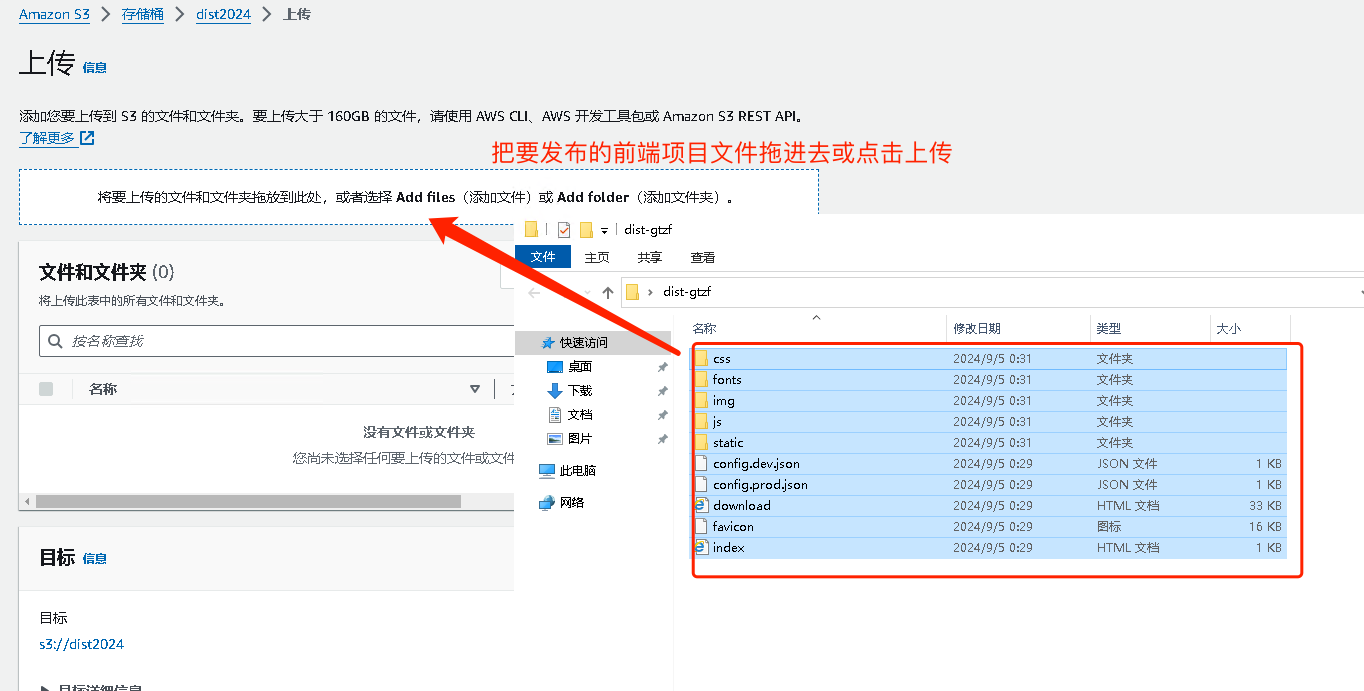 Amazon S3 > 存储桶 > dist2024 > 上传
上传 信息
添加您要上传到 S3 的文件和文件夹。要上传大于 160GB 的文件，请使用 AWS CLI、AWS 开发工具包或 Amazon S3 REST API。
了解更多
把要发布的前端项目文件拖进去或点击上传
将要上传的文件和文件夹拖放到此处，或者选择 Add files（添加文件）或 Add folder（添加文件夹）。
文件和文件夹 (0)
将上传此表中的所有文件和文件夹。
按名称查找
名称
没有文件或文件夹
您尚未选择任何要上传的文件或文件
目标 信息
目标
s3://dist2024
目标详细信息
dist-gtzf
文件 主页 共享 查看
dist-gtzf
快速访问
桌面
下载
文档
图片
此电脑
网络
名称 修改日期 类型 大小
css 2024/9/5 0:31 文件夹
fonts 2024/9/5 0:31 文件夹
img 2024/9/5 0:31 文件夹
js 2024/9/5 0:31 文件夹
static 2024/9/5 0:31 文件夹
config.dev.json 2024/9/5 0:29 JSON 文件 1 KB
config.prod.json 2024/9/5 0:29 JSON 文件 1 KB
download 2024/9/5 0:29 HTML 文档 33 KB
favicon 2024/9/5 0:29 图标 16 KB
index 2024/9/5 0:29 HTML 文档 1 KB